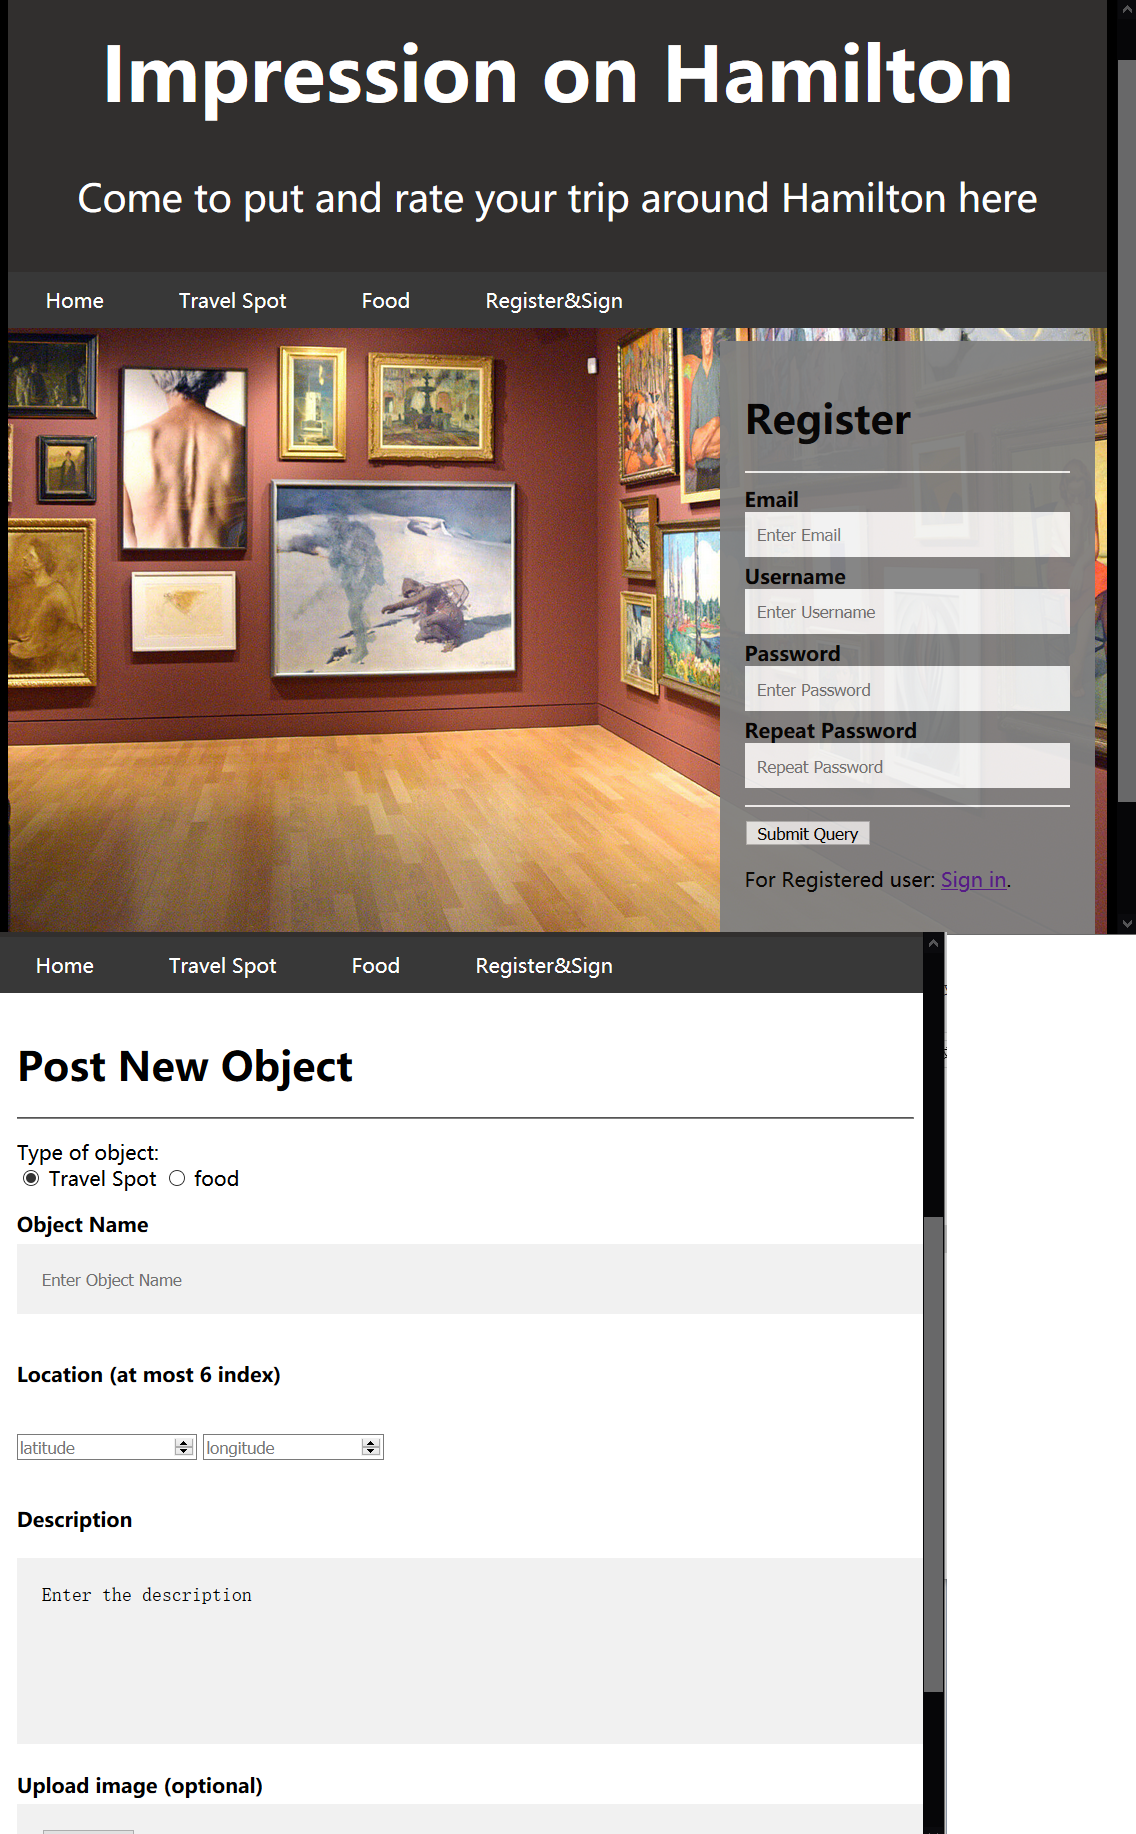 Impression on Hamilton
Come to put and rate your trip around Hamilton here
Home Travel Spot Food Register&Sign
Register
Email
Enter Email
Username
Enter Username
Password
Enter Password
Repeat Password
Repeat Password
Submit Query
For Registered user: Sign in.
Home Travel Spot Food Register&Sign
Post New Object
Type of object:
Travel Spot food
Object Name
Enter Object Name
Location (at most 6 index)
latitude longitude
Description
Enter the description
Upload image (optional)